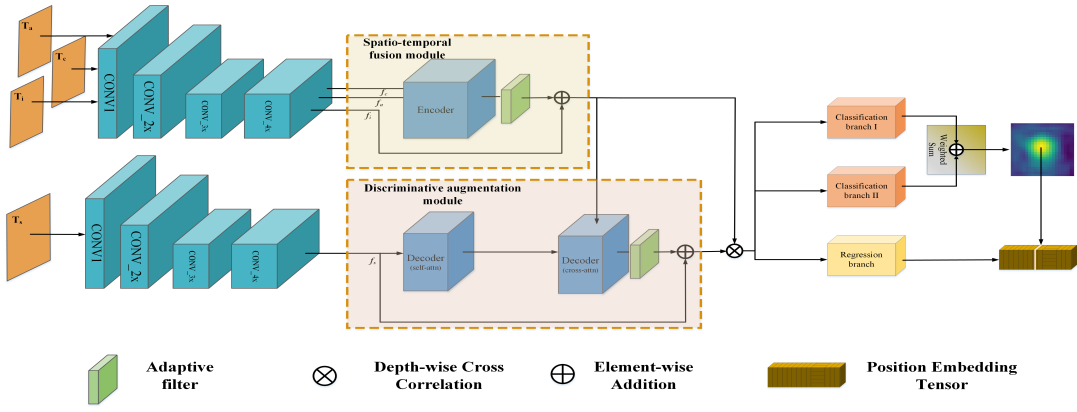 Ta
Tc
Ti
CONV1
CONV_2x
CONV_3x
CONV_4x
Spatio-temporal
fusion module
fc
fa
fi
Encoder
Ts
CONV1
CONV_2x
CONV_3x
CONV_4x
fs
Discriminative augmentation
module
Decoder
(self-attn)
Decoder
(cross-attn)
Classification
branch I
Classification
branch II
Regression
branch
Weighted
Sum
Adaptive
filter
Depth-wise Cross
Correlation
Element-wise
Addition
Position Embedding
Tensor